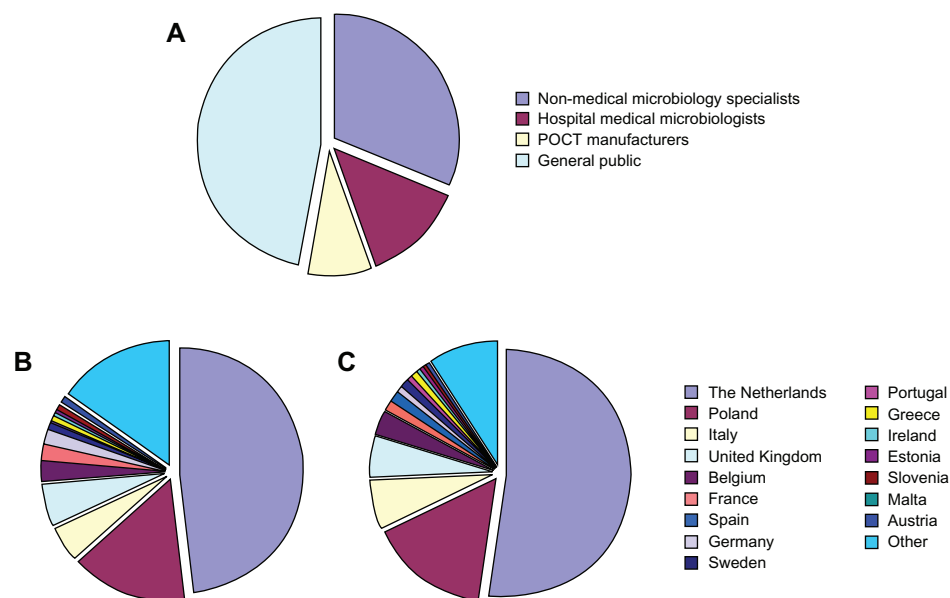 A
Non-medical microbiology specialists
Hospital medical microbiologists
POCT manufacturers
General public
B
C
The Netherlands
Poland
Italy
United Kingdom
Belgium
France
Spain
Germany
Sweden
Portugal
Greece
Ireland
Estonia
Slovenia
Malta
Austria
Other